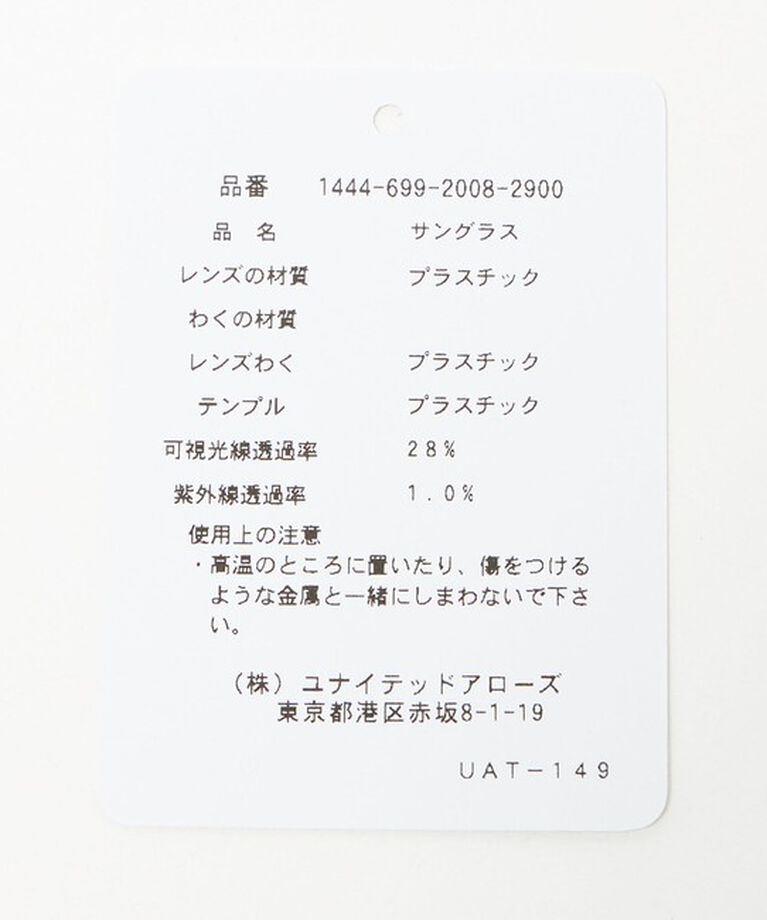 品番 1444-699-2008-2900
品 名 サングラス
レンズの材質 プラスチック
わくの材質
レンズわく プラスチック
テンプル プラスチック
可視光線透過率 28%
紫外線透過率 1.0%
使用上の注意
・高温のところに置いたり、傷をつける
ような金属と一緒にしまわないで下さ
い。
(株)ユナイテッドアローズ
東京都港区赤坂8-1-19
UAT-149